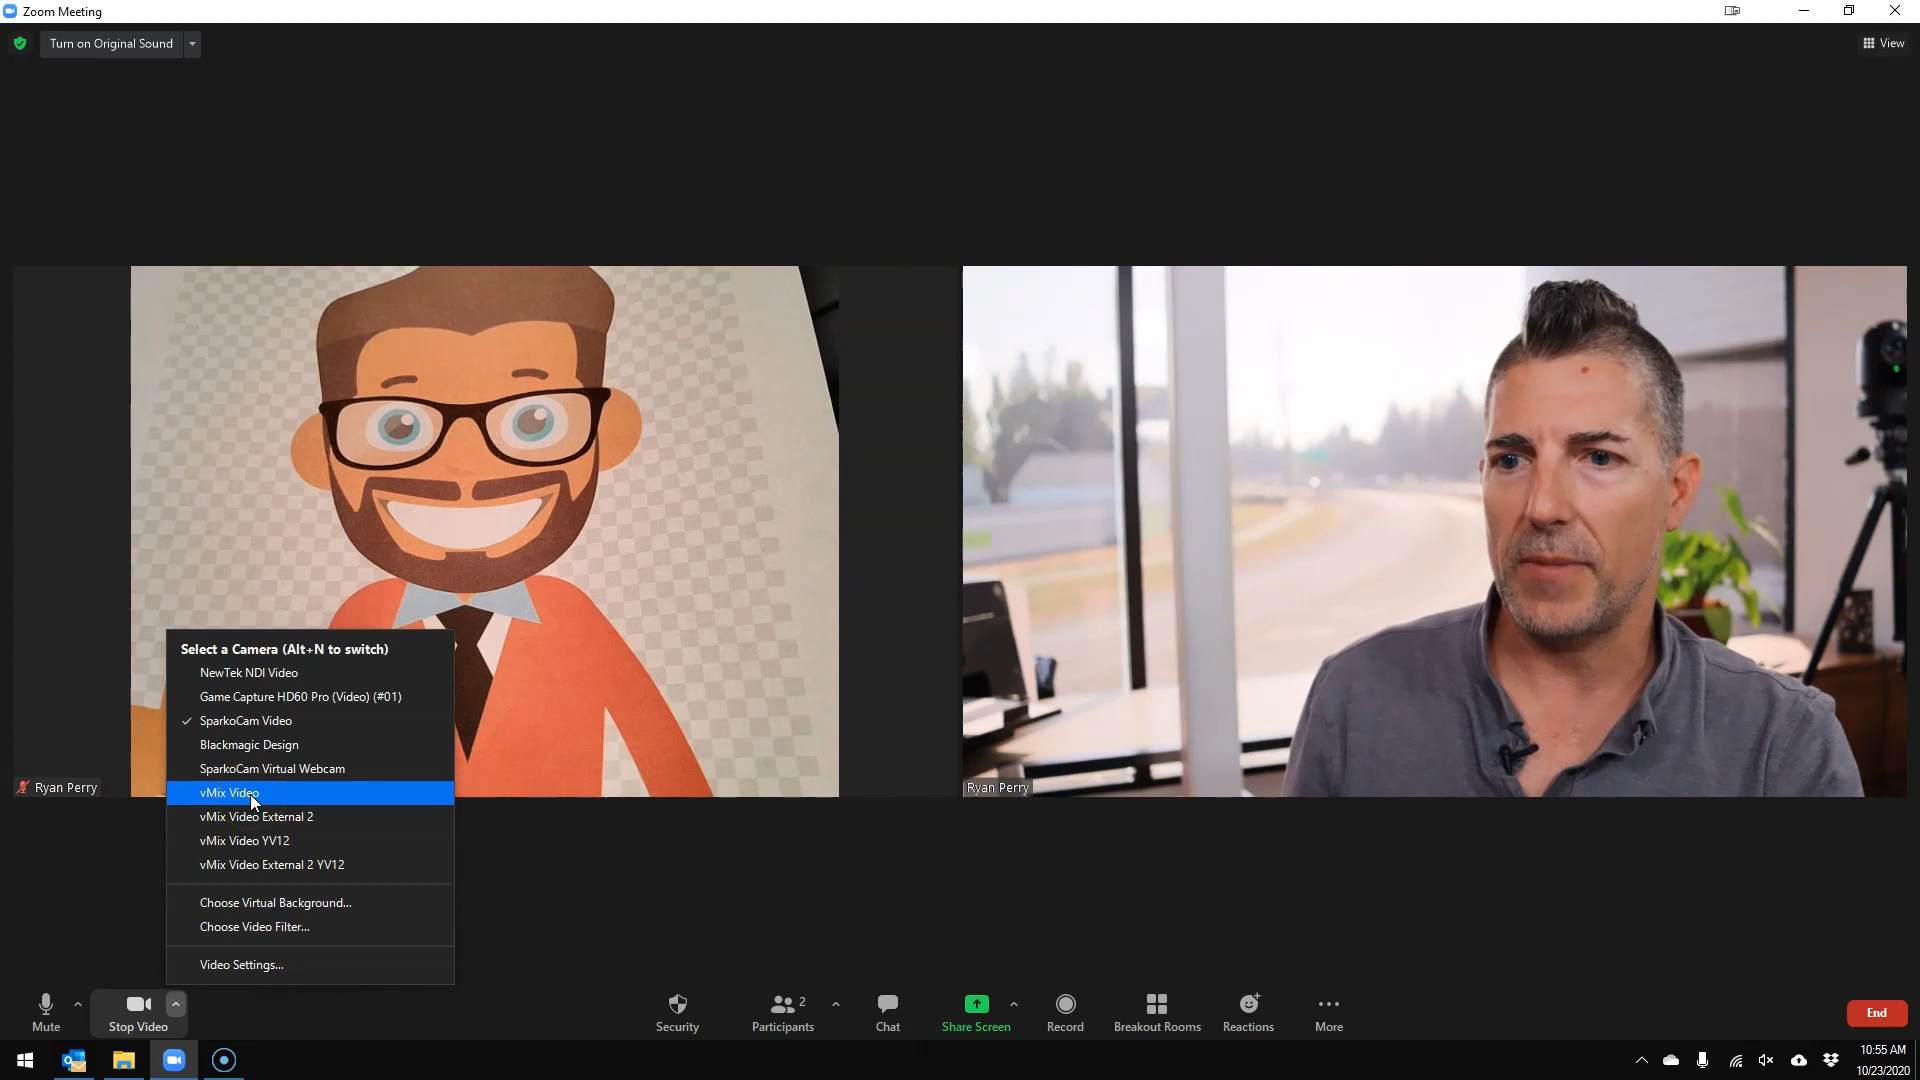 Zoom Meeting
Turn on Original Sound
View
Ryan Perry
Ryan Perry
Select a Camera (Alt+N to switch)
NewTek NDI Video
Game Capture HD60 Pro (Video) (#01)
SparkoCam Video
Blackmagic Design
SparkoCam Virtual Webcam
vMix Video
vMix Video External 2
vMix Video YV12
vMix Video External 2 YV12
Choose Virtual Background...
Choose Video Filter...
Video Settings...
Mute
Stop Video
Security
2
Participants
Chat
Share Screen
Record
Breakout Rooms
Reactions
More
End
10:55 AM
10/23/2020